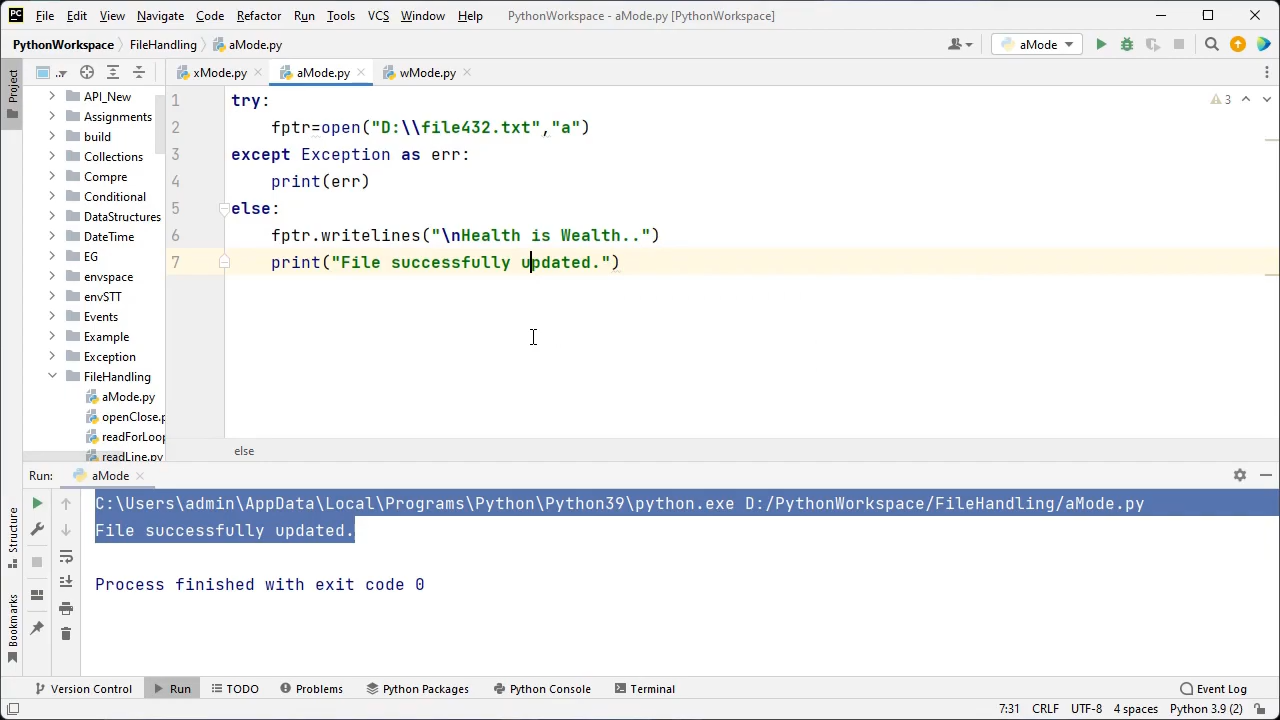 PC File Edit View Navigate Code Refactor Run Tools VCS Window Help PythonWorkspace - aMode.py [PythonWorkspace]
PythonWorkspace FileHandling aMode.py aMode
Project
.. xMode.py aMode.py wMode.py
API_New
Assignments
build
Collections
Compre
Conditional
DataStructures
DateTime
EG
envspace
envSTT
Events
Example
Exception
FileHandling
aMode.py
openClose.p
readForLoop
readLine.py
1 try:
2 fptr=open("D:\\file432.txt","a")
3 except Exception as err:
4 print(err)
5 else:
6 fptr.writelines("\nHealth is Wealth..")
7 print("File successfully updated.")
3
else
Run: aMode
C:\Users\admin\AppData\Local\Programs\Python\Python39\python.exe D:/PythonWorkspace/FileHandling/aMode.py
File successfully updated.
Process finished with exit code 0
Structure
Bookmarks
Version Control Run TODO Problems Python Packages Python Console Terminal Event Log
7:31 CRLF UTF-8 4 spaces Python 3.9 (2)